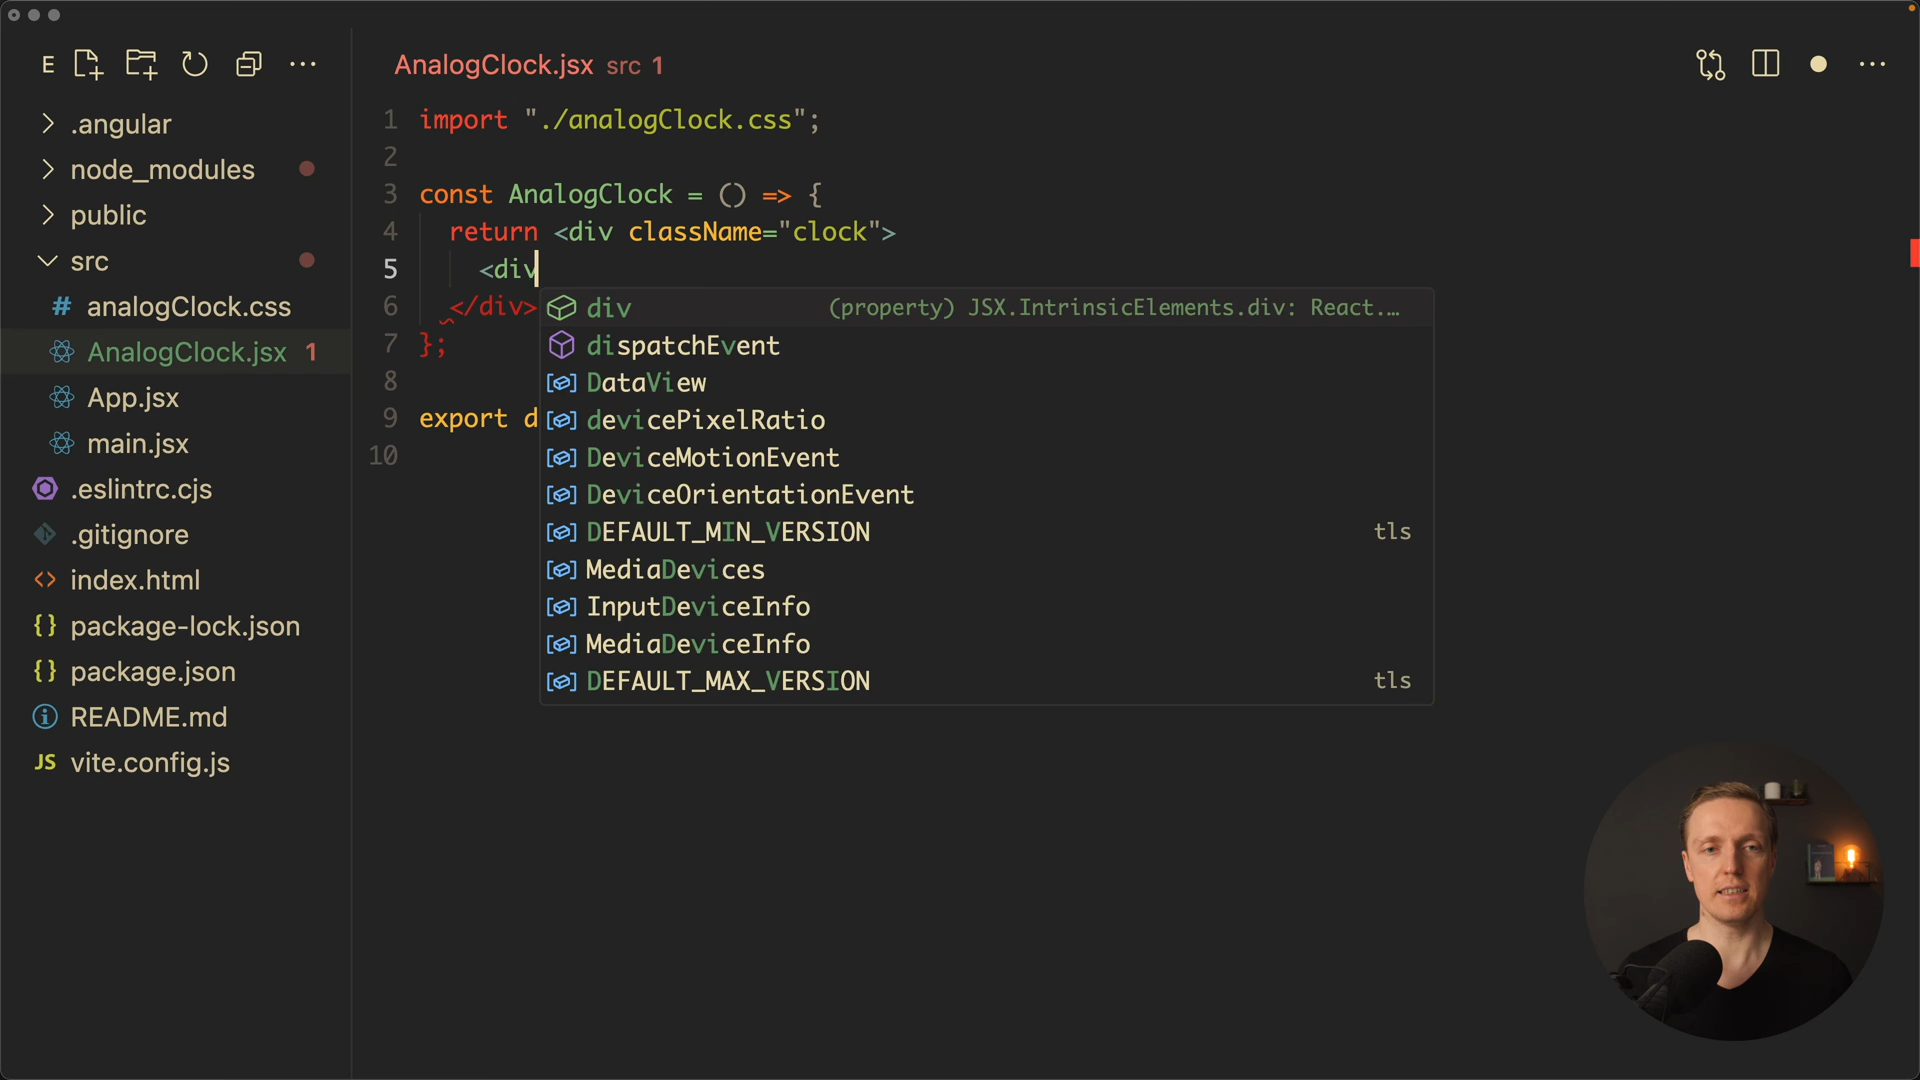 E
.angular
node_modules
public
src
# analogClock.css
AnalogClock.jsx 1
App.jsx
main.jsx
.eslintrc.cjs
.gitignore
<> index.html
{} package-lock.json
{} package.json
README.md
JS vite.config.js
AnalogClock.jsx src 1
1 import "./analogClock.css";
2
3 const AnalogClock = () => {
4 return <div className="clock">
5 <div
6 </div>
7 };
8
9 export d
10
div (property) JSX.IntrinsicElements.div: React.…
dispatchEvent
DataView
devicePixelRatio
DeviceMotionEvent
DeviceOrientationEvent
DEFAULT_MIN_VERSION tls
MediaDevices
InputDeviceInfo
MediaDeviceInfo
DEFAULT_MAX_VERSION tls